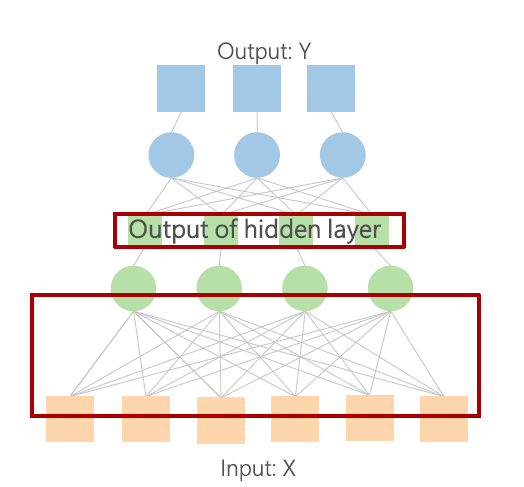 Output: Y
Output of hidden layer
Input: X